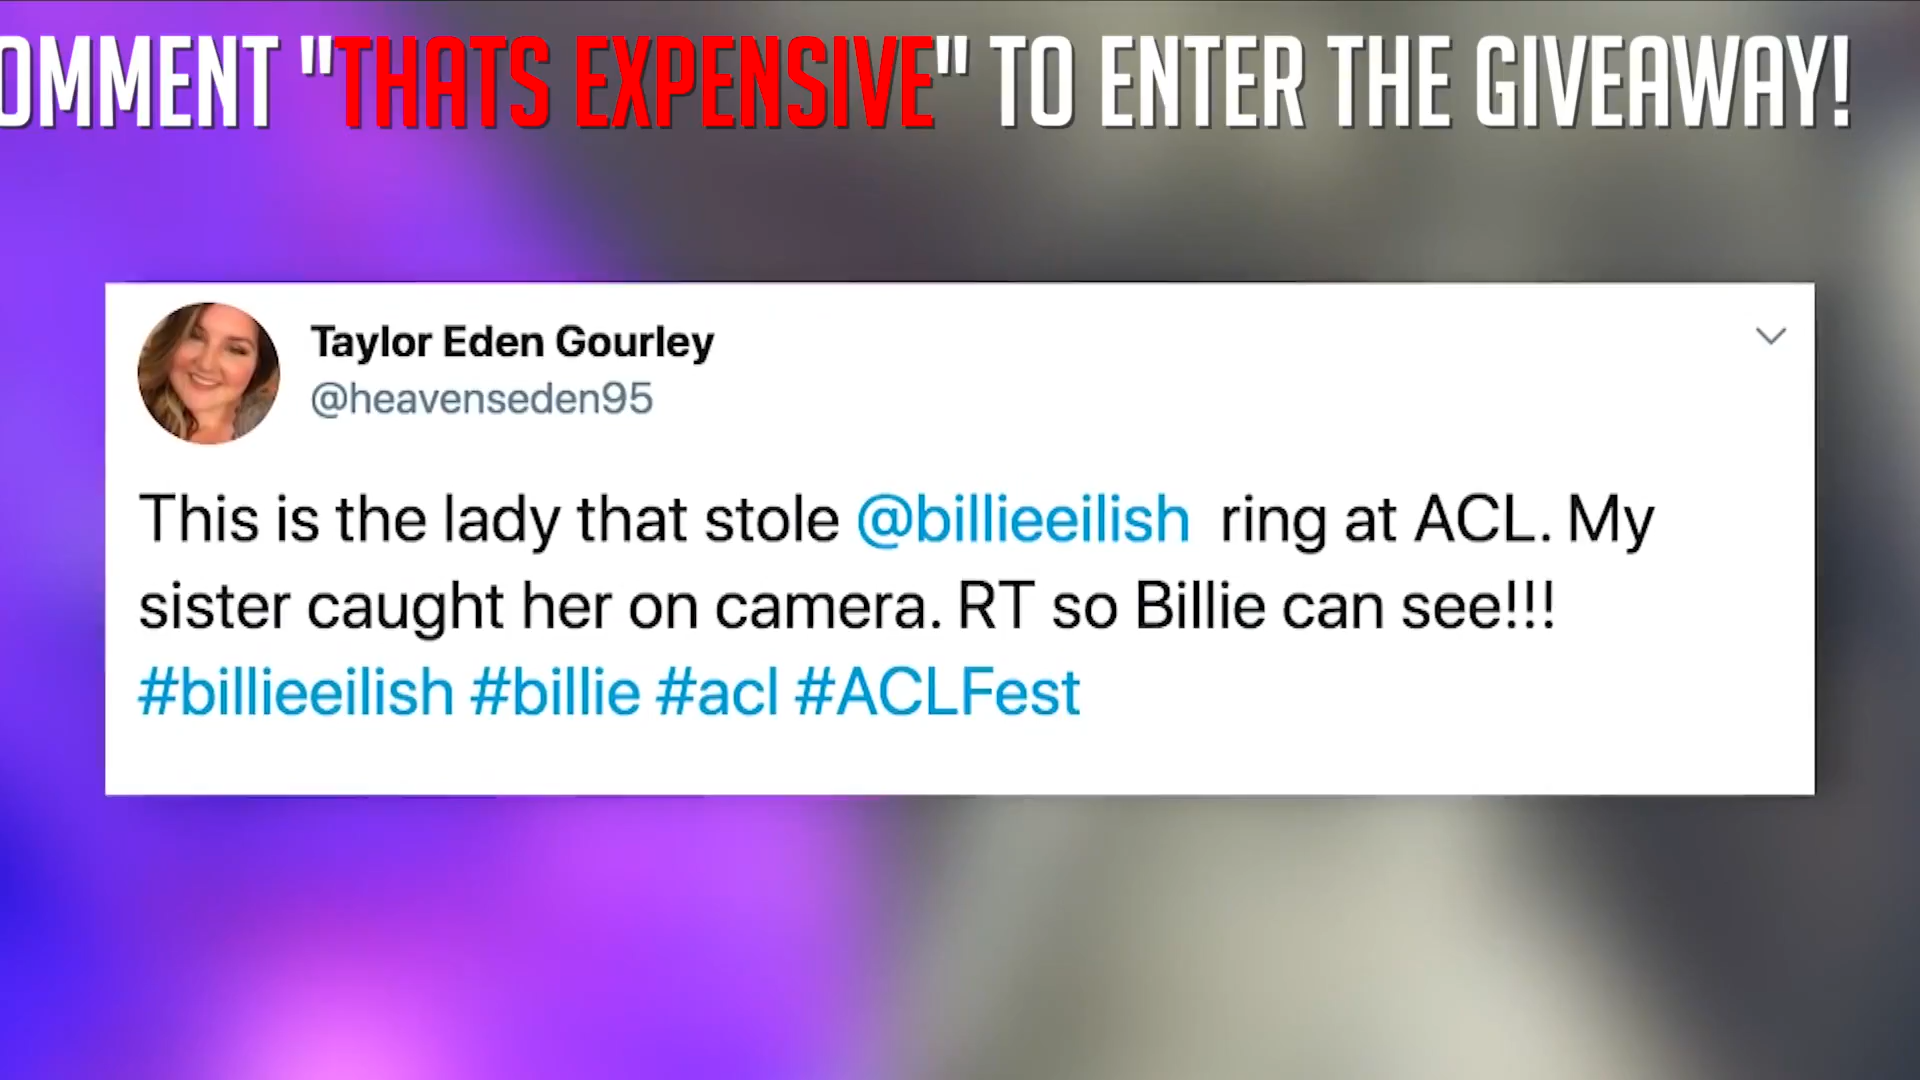 OMMENT "THATS EXPENSIVE" TO ENTER THE GIVEAWAY!
Taylor Eden Gourley
@heavenseden95
This is the lady that stole @billieeilish ring at ACL. My
sister caught her on camera. RT so Billie can see!!!
#billieeilish #billie #acl #ACLFest